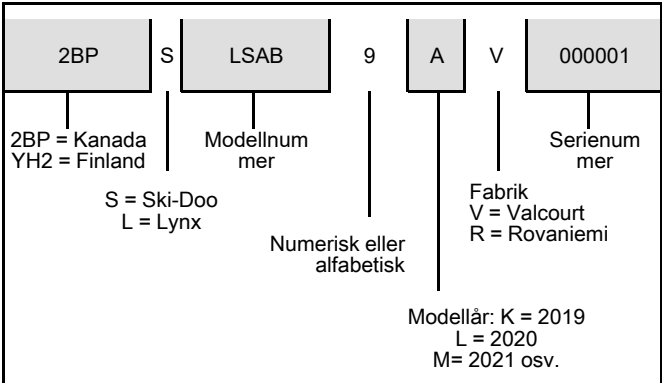 2BP S LSAB 9 A V 000001
2BP = Kanada
YH2 = Finland
Modellnum
mer
Serienum
mer
S = Ski-Doo
L = Lynx
Fabrik
V = Valcourt
R = Rovaniemi
Numerisk eller
alfabetisk
Modellår: K = 2019
L = 2020
M= 2021 osv.